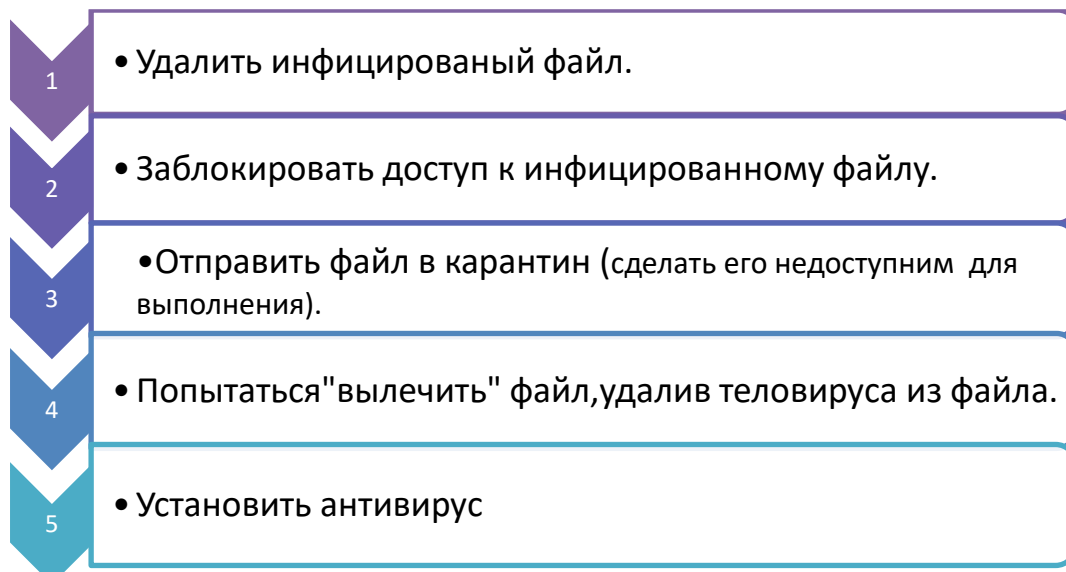 1
• Удалить инфицированый файл.
2
• Заблокировать доступ к инфицированному файлу.
3
•Отправить файл в карантин (сделать его недоступним для
выполнения).
4
• Попытаться"вылечить" файл,удалив теловируса из файла.
5
• Установить антивирус